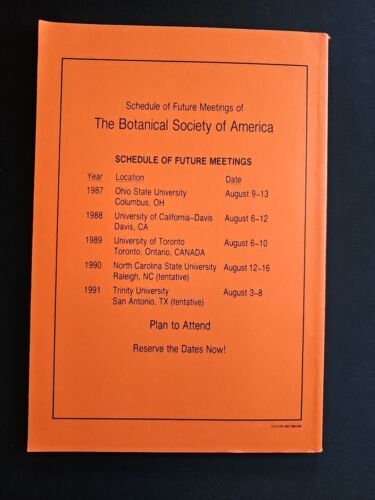 Schedule of Future Meetings of
The Botanical Society of America
SCHEDULE OF FUTURE MEETINGS
Year Location Date
1987 Ohio State University August 9–13
Columbus, OH
1988 University of California–Davis August 6–12
Davis, CA
1989 University of Toronto August 6–10
Toronto, Ontario, CANADA
1990 North Carolina State University August 12–16
Raleigh, NC (tentative)
1991 Trinity University August 3–8
San Antonio, TX (tentative)
Plan to Attend
Reserve the Dates Now!